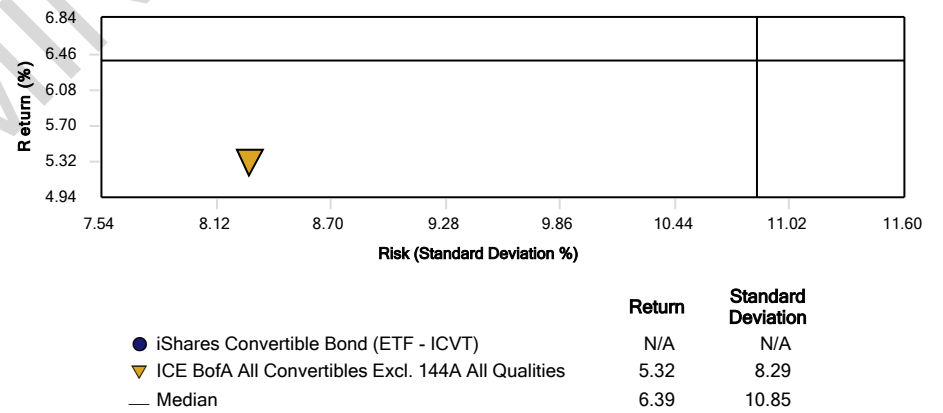 6.84
6.46
6.08
5.70
5.32
4.94
Return (%)
7.54 8.12 8.70 9.28 9.86 10.44 11.02 11.60
Risk (Standard Deviation %)
Return Standard Deviation
iShares Convertible Bond (ETF - ICVT) N/A N/A
ICE BofA All Convertibles Excl. 144A All Qualities 5.32 8.29
Median 6.39 10.85